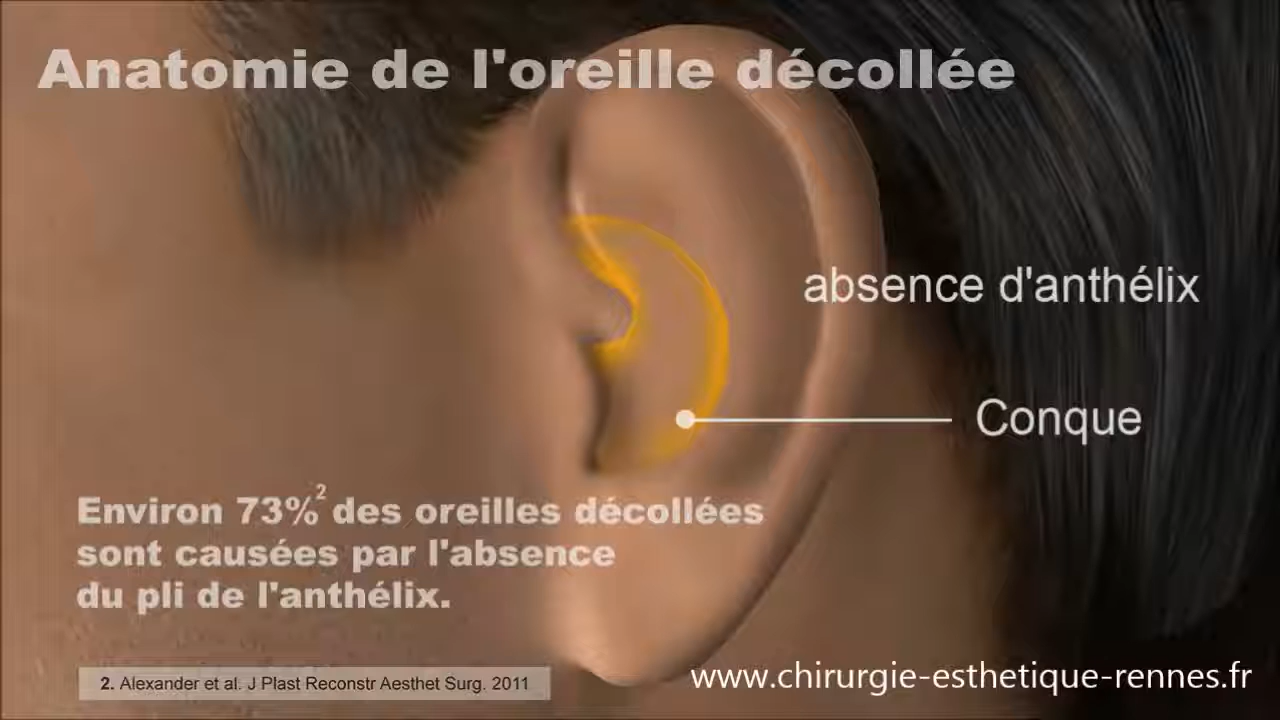 Anatomie de l'oreille décollée
absence d'anthélix
Conque
Environ 73%² des oreilles décollées
sont causées par l'absence
du pli de l'anthélix.
2. Alexander et al. J Plast Reconstr Aesthet Surg. 2011
www.chirurgie-esthetique-rennes.fr